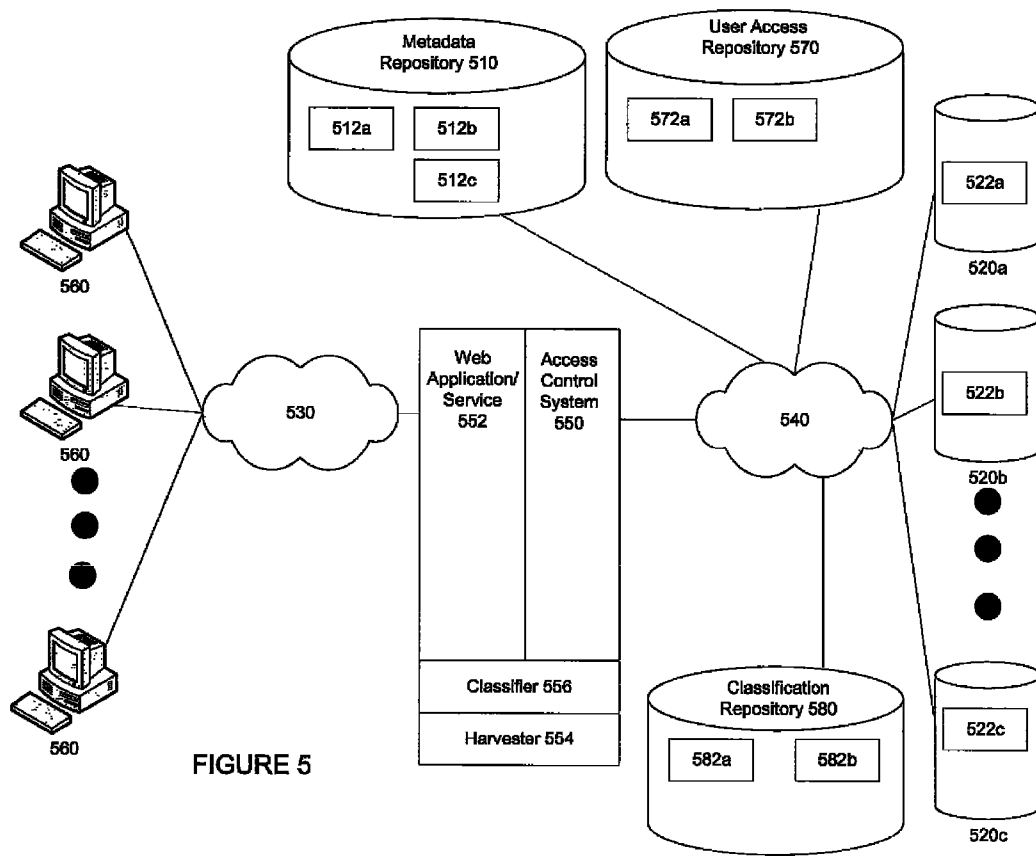 Metadata
Repository 510
512a
512b
512c
User Access
Repository 570
572a
572b
522a
520a
522b
520b
522c
520c
560
560
560
530
Web
Application/
Service
552
Access
Control
System
550
Classifier 556
Harvester 554
540
Classification
Repository 580
582a
582b
FIGURE 5